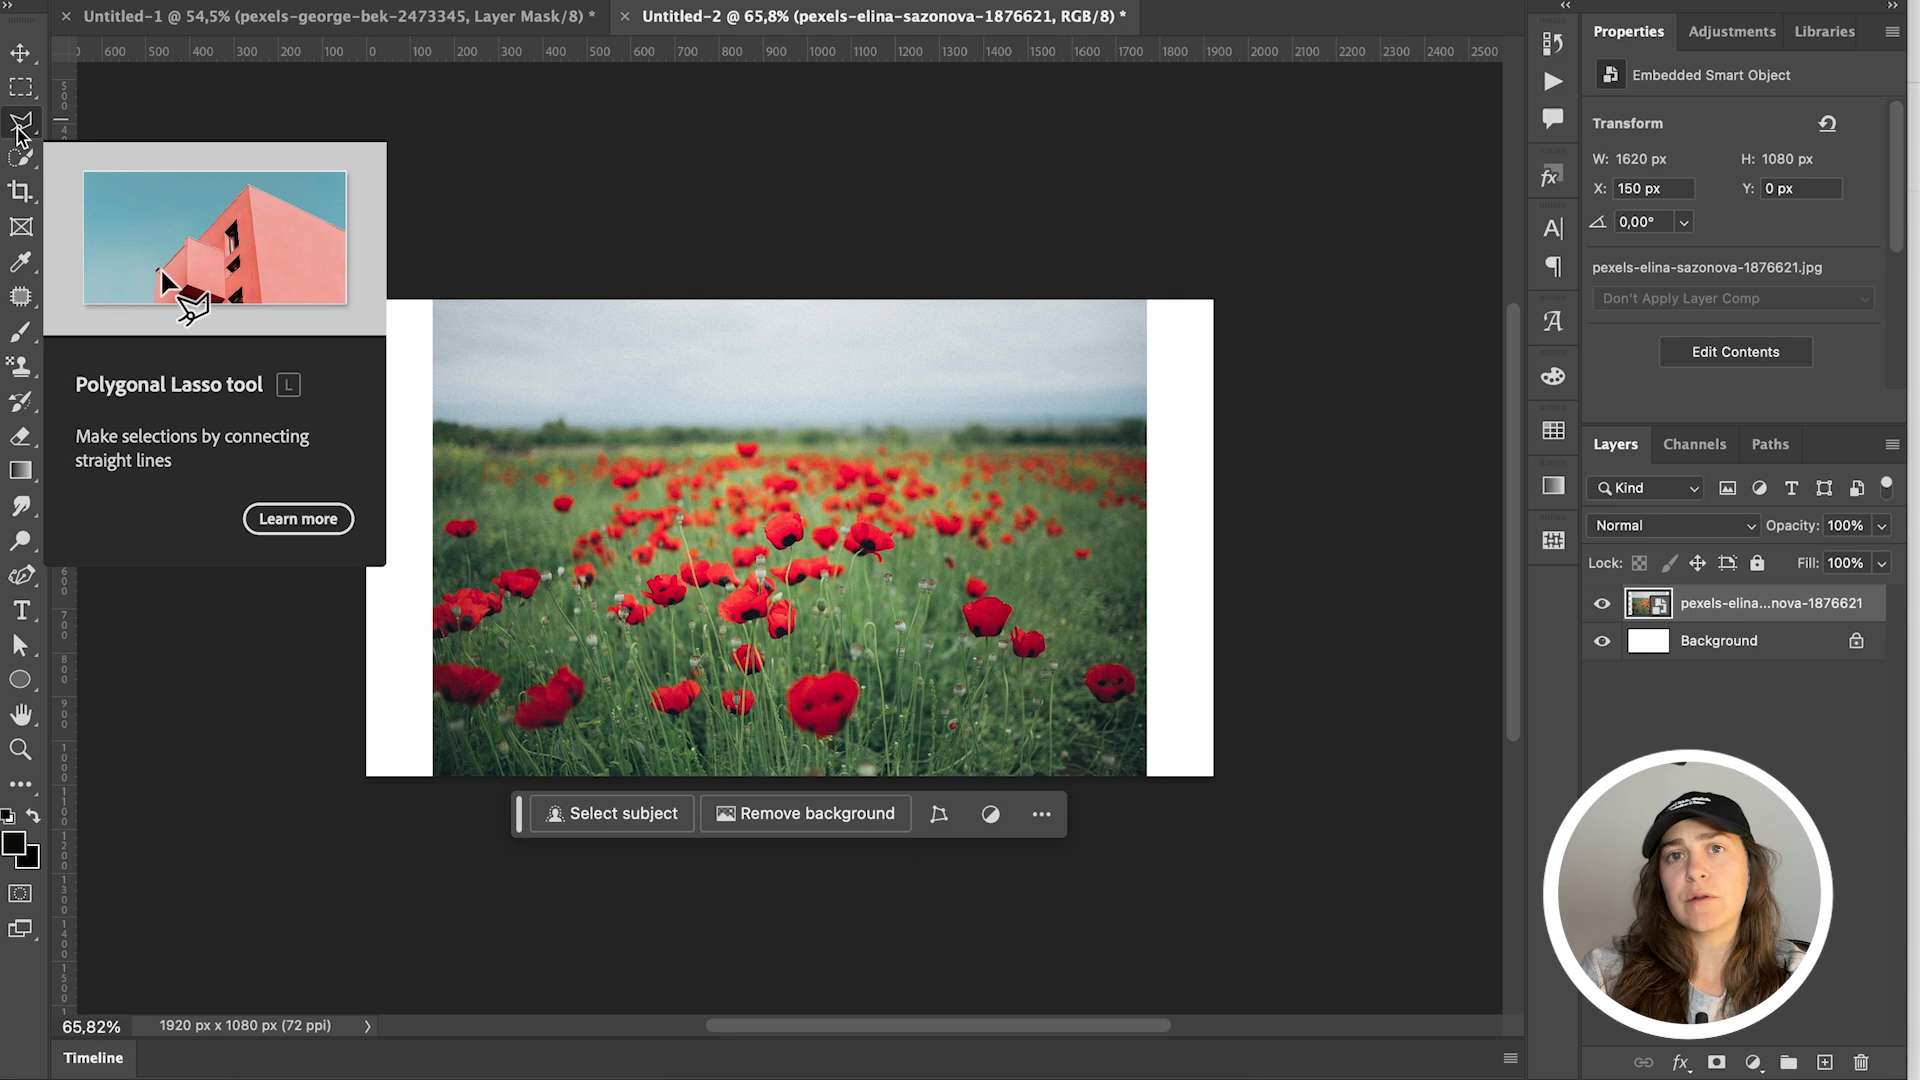 Untitled-1 @ 54,5% (pexels-george-bek-2473345, Layer Mask/8) *
Untitled-2 @ 65,8% (pexels-elina-sazonova-1876621, RGB/8) *
600 500 400 300 200 100 0 100 200 300 400 500 600 700 800 900 1000 1100 1200 1300 1400 1500 1600 1700 1800 1900 2000 2100 2200 2300 2400 2500
Polygonal Lasso tool L
Make selections by connecting
straight lines
Learn more
Select subject
Remove background
65,82%
1920 px x 1080 px (72 ppi)
Timeline
Properties
Adjustments
Libraries
Embedded Smart Object
Transform
W: 1620 px
H: 1080 px
X: 150 px
Y: 0 px
0,00°
pexels-elina-sazonova-1876621.jpg
Don't Apply Layer Comp
Edit Contents
Layers
Channels
Paths
Kind
Normal
Opacity: 100%
Lock:
Fill: 100%
pexels-elina...nova-1876621
Background